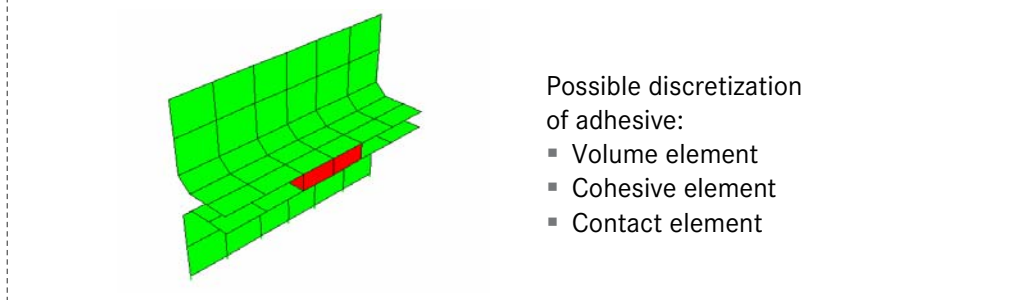 Possible discretization
of adhesive:
▪ Volume element
▪ Cohesive element
▪ Contact element